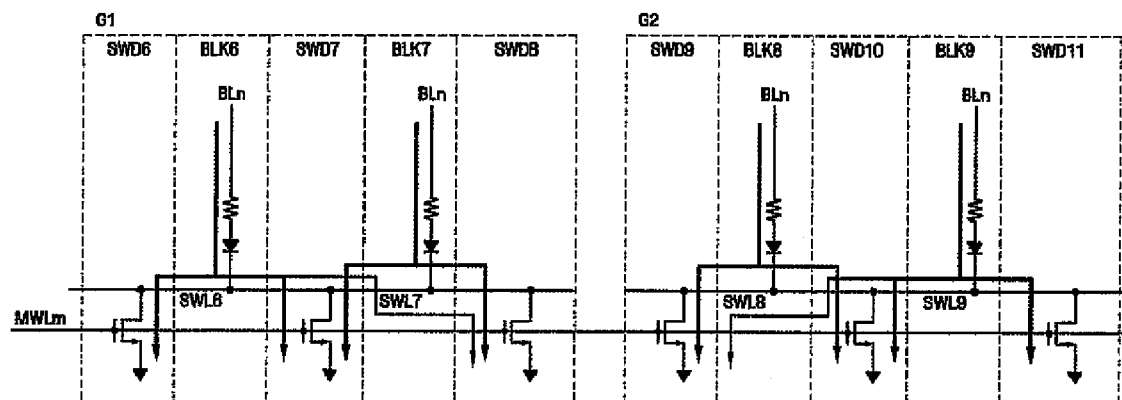 G1 G2
SWD6 BLK6 SWD7 BLK7 SWD8 SWD9 BLK8 SWD10 BLK9 SWD11
BLn BLn BLn BLn
SWL6 SWL7 SWL8 SWL9
MWLm